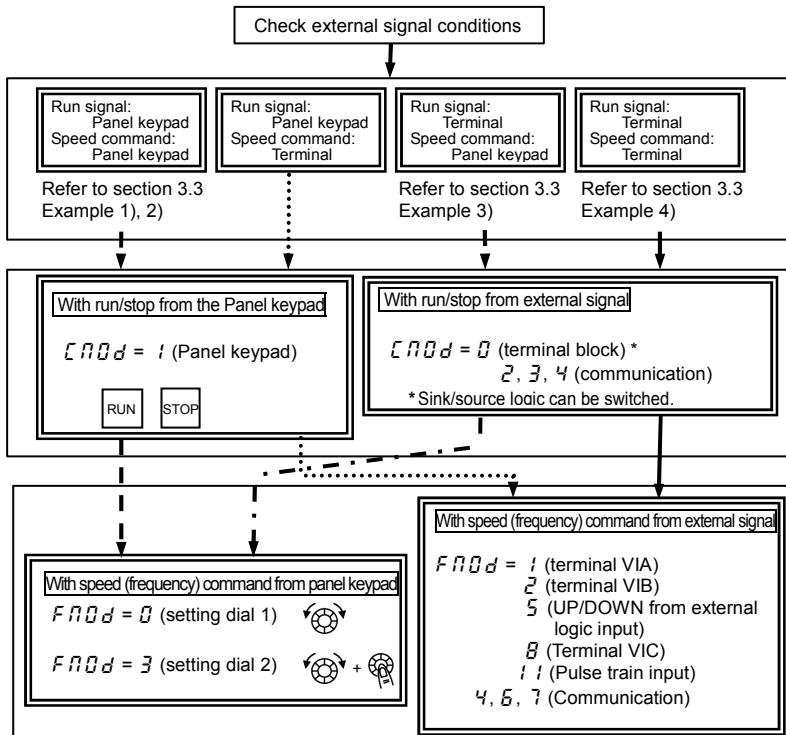 Check external signal conditions
Run signal:
Panel keypad
Speed command:
Panel keypad
Run signal:
Panel keypad
Speed command:
Terminal
Run signal:
Terminal
Speed command:
Panel keypad
Run signal:
Terminal
Speed command:
Terminal
Refer to section 3.3
Example 1), 2)
Refer to section 3.3
Example 3)
Refer to section 3.3
Example 4)
With run/stop from the Panel keypad
CMOd = 1 (Panel keypad)
RUN
STOP
With run/stop from external signal
CMOd = 0 (terminal block) *
2, 3, 4 (communication)
* Sink/source logic can be switched.
With speed (frequency) command from panel keypad
FMOd = 0 (setting dial 1)
FMOd = 3 (setting dial 2)
+
With speed (frequency) command from external signal
FMOd = 1 (terminal VIA)
2 (terminal VIB)
5 (UP/DOWN from external
logic input)
8 (Terminal VIC)
11 (Pulse train input)
4, 6, 7 (Communication)